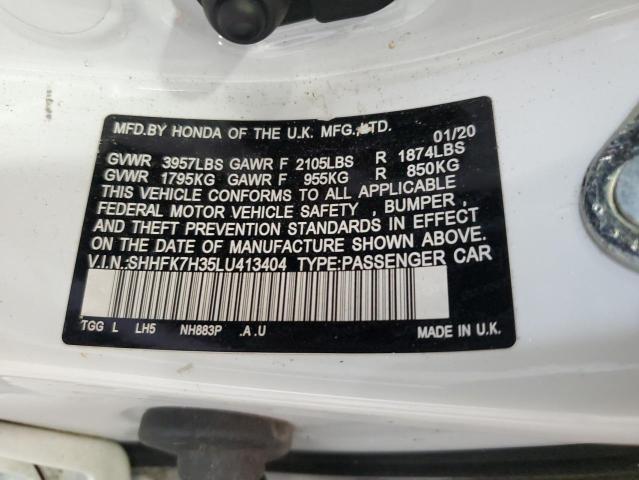 MFD.BY HONDA OF THE U.K. MFG.,LTD. 01/20
GVWR 3957LBS GAWR F 2105LBS R 1874LBS
GVWR 1795KG GAWR F 955KG R 850KG
THIS VEHICLE CONFORMS TO ALL APPLICABLE
FEDERAL MOTOR VEHICLE SAFETY , BUMPER ,
AND THEFT PREVENTION STANDARDS IN EFFECT
ON THE DATE OF MANUFACTURE SHOWN ABOVE.
V.I.N.:SHHFK7H35LU413404 TYPE:PASSENGER CAR
TGG L LH5 NH883P .A.U MADE IN U.K.